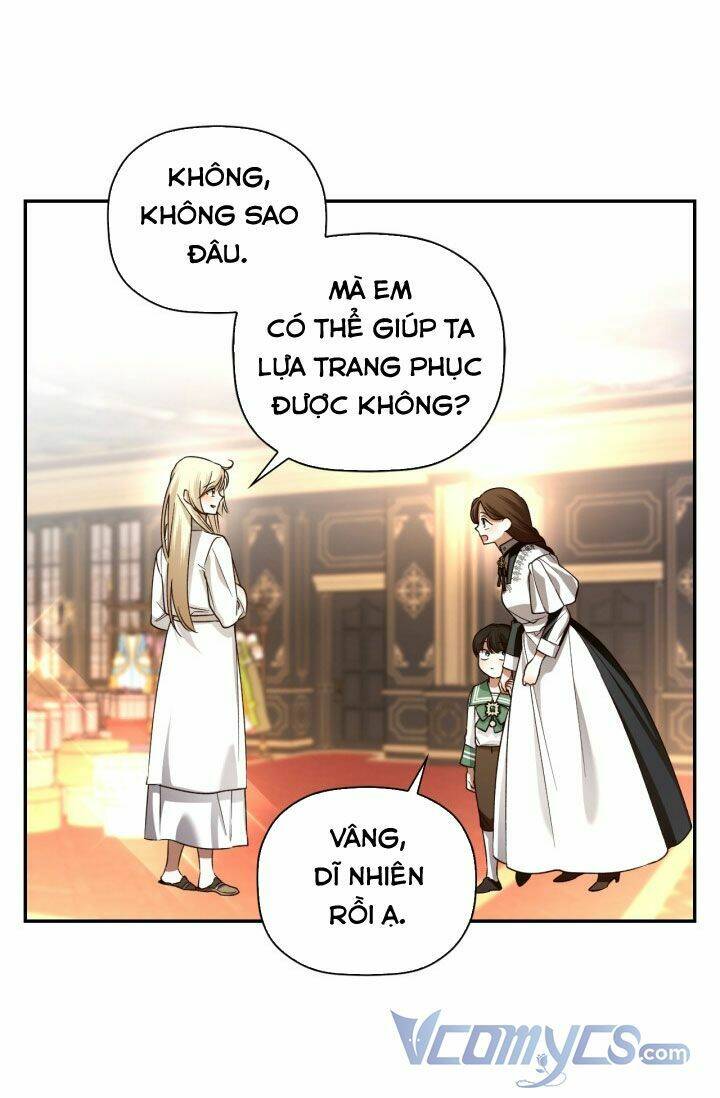 KHÔNG,
KHÔNG SAO
ĐÂU.
MÀ EM
CÓ THỂ GIÚP TA
LỰA TRANG PHỤC
ĐƯỢC KHÔNG?
VÂNG,
DĨ NHIÊN
RỒI Ạ.
VCOMYCS.com